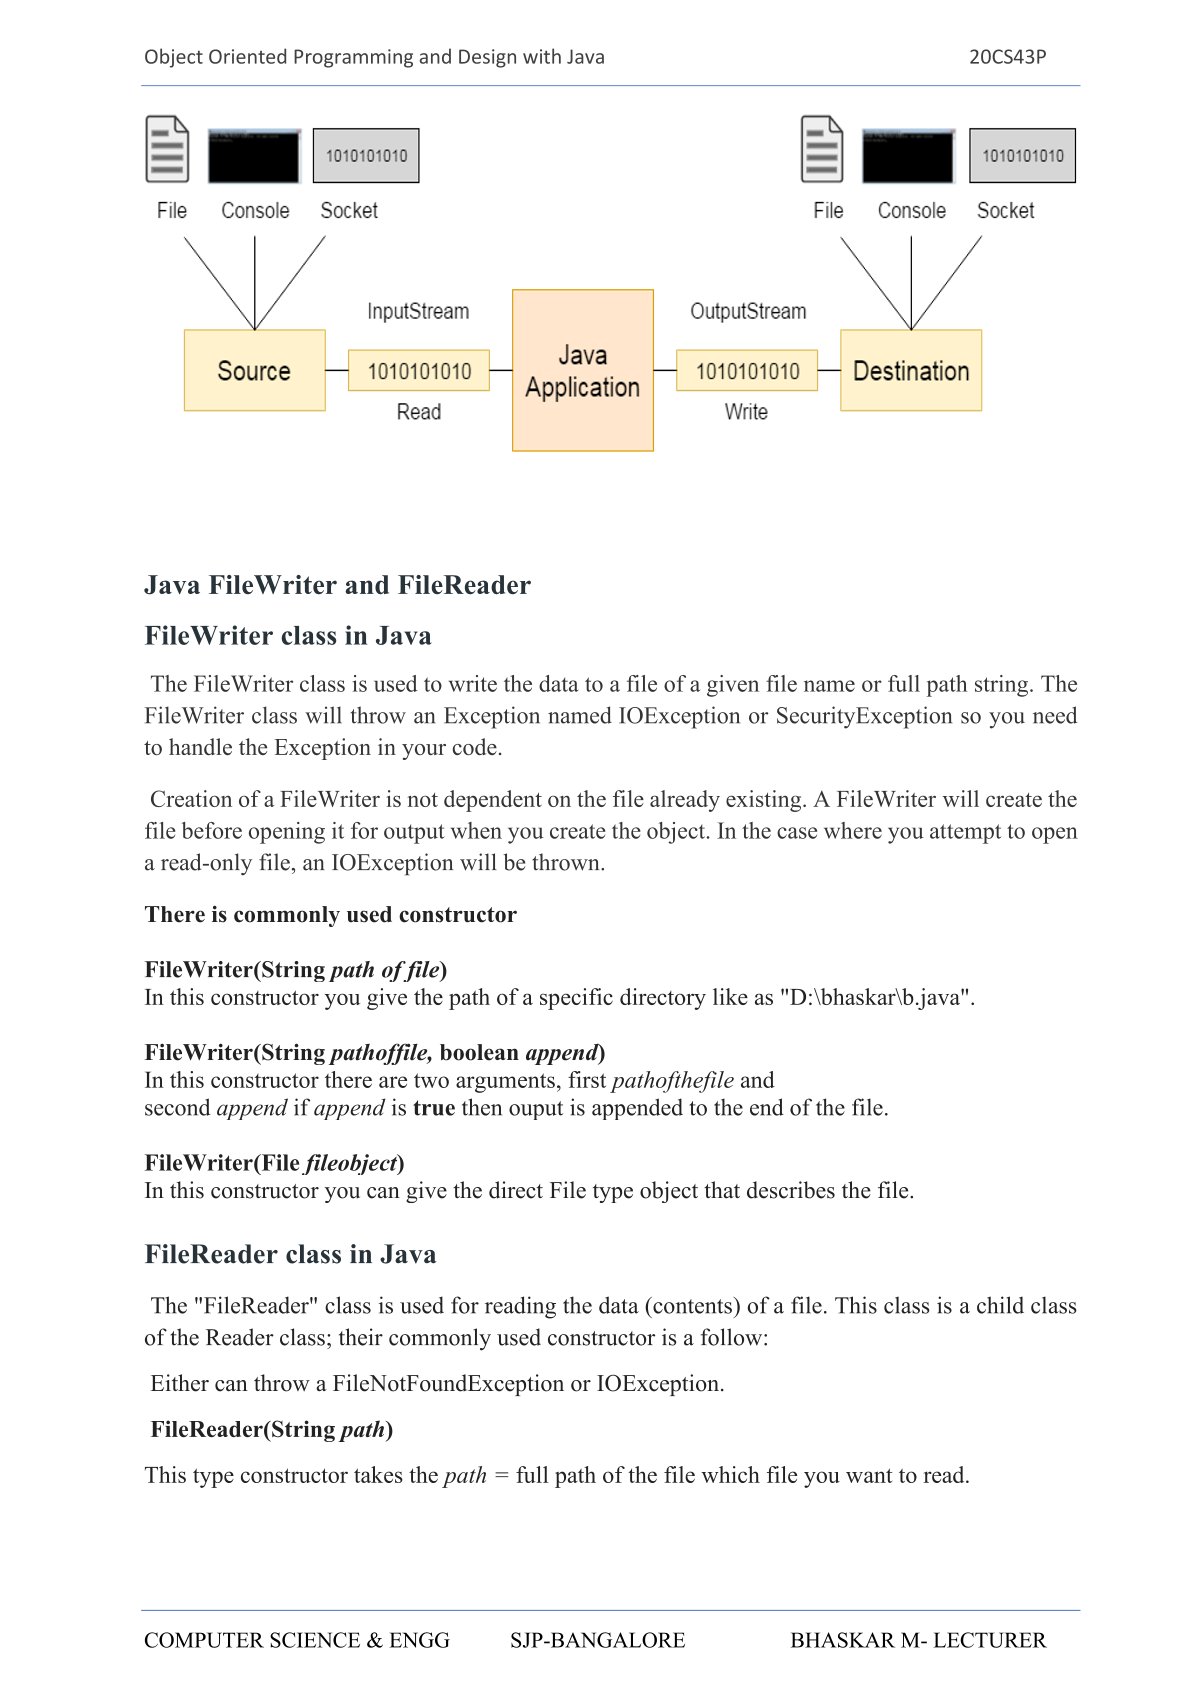 Object Oriented Programming and Design with Java 20CS43P
1010101010 1010101010
File Console Socket File Console Socket
InputStream OutputStream
Source 1010101010 Java Application 1010101010 Destination
Read Write
Java FileWriter and FileReader
FileWriter class in Java
The FileWriter class is used to write the data to a file of a given file name or full path string. The
FileWriter class will throw an Exception named IOException or SecurityException so you need
to handle the Exception in your code.
Creation of a FileWriter is not dependent on the file already existing. A FileWriter will create the
file before opening it for output when you create the object. In the case where you attempt to open
a read-only file, an IOException will be thrown.
There is commonly used constructor
FileWriter(String path of file)
In this constructor you give the path of a specific directory like as "D:\bhaskar\b.java".
FileWriter(String pathoffile, boolean append)
In this constructor there are two arguments, first pathofthefile and
second append if append is true then ouput is appended to the end of the file.
FileWriter(File fileobject)
In this constructor you can give the direct File type object that describes the file.
FileReader class in Java
The "FileReader" class is used for reading the data (contents) of a file. This class is a child class
of the Reader class; their commonly used constructor is a follow:
Either can throw a FileNotFoundException or IOException.
FileReader(String path)
This type constructor takes the path = full path of the file which file you want to read.
COMPUTER SCIENCE & ENGG SJP-BANGALORE BHASKAR M- LECTURER